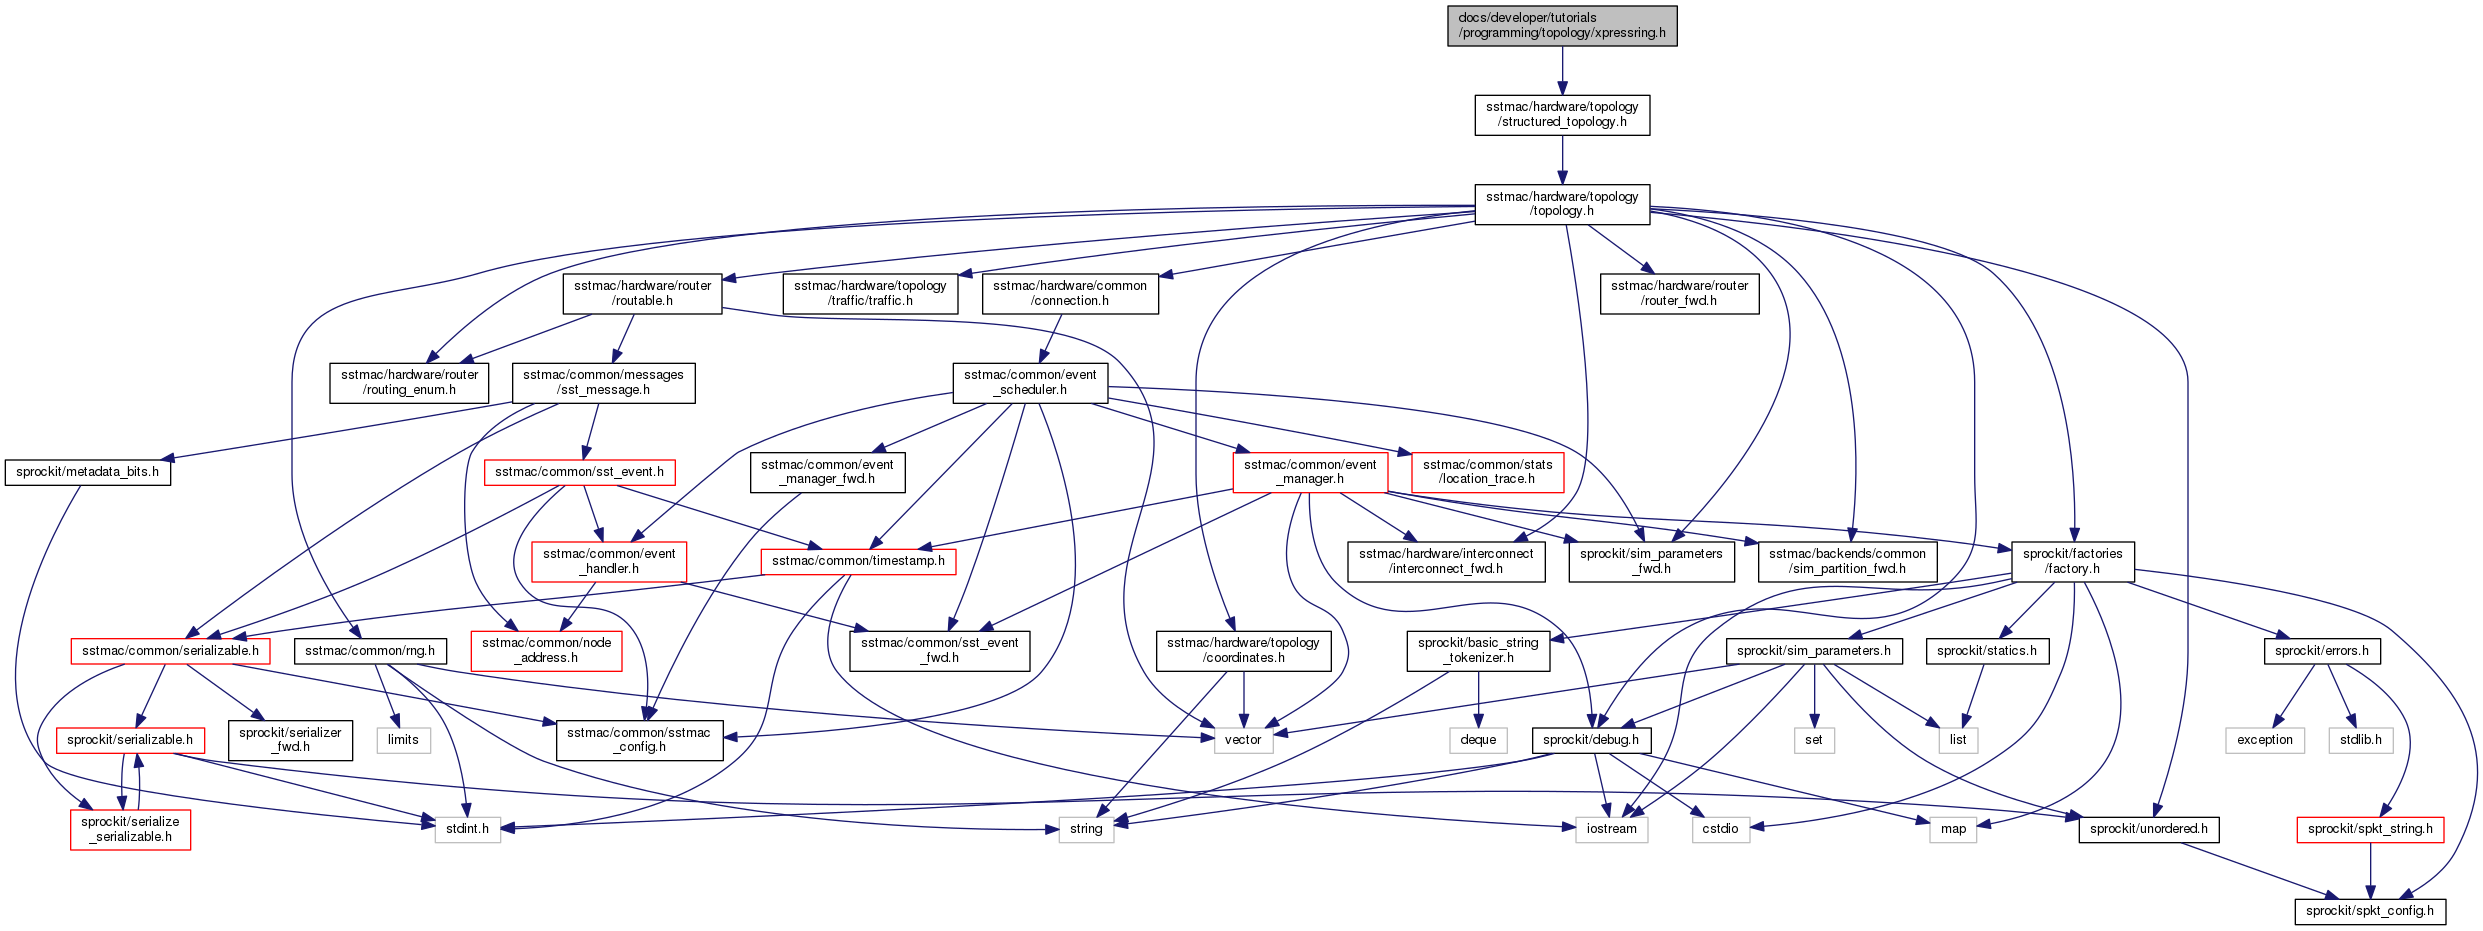 docs/developer/tutorials
/programming/topology/xpressring.h
sstmac/hardware/topology
/structured_topology.h
sstmac/hardware/topology
/topology.h
sstmac/hardware/router
/routable.h
sstmac/hardware/topology
/traffic/traffic.h
sstmac/hardware/common
/connection.h
sstmac/hardware/router
/router_fwd.h
sstmac/hardware/router
/routing_enum.h
sstmac/common/messages
/sst_message.h
sstmac/common/event
_scheduler.h
sprockit/metadata_bits.h
sstmac/common/sst_event.h
sstmac/common/event
_manager_fwd.h
sstmac/common/event
_manager.h
sstmac/common/stats
/location_trace.h
sstmac/common/event
_handler.h
sstmac/common/timestamp.h
sstmac/hardware/interconnect
/interconnect_fwd.h
sprockit/sim_parameters
_fwd.h
sstmac/backends/common
/sim_partition_fwd.h
sprockit/factories
/factory.h
sstmac/common/serializable.h
sstmac/common/rng.h
sstmac/common/node
_address.h
sstmac/common/sst_event
_fwd.h
sstmac/hardware/topology
/coordinates.h
sprockit/basic_string
_tokenizer.h
sprockit/sim_parameters.h
sprockit/statics.h
sprockit/errors.h
sprockit/serializable.h
sprockit/serializer
_fwd.h
limits
sstmac/common/sstmac
_config.h
vector
deque
sprockit/debug.h
set
list
exception
stdlib.h
sprockit/serialize
_serializable.h
stdint.h
string
iostream
cstdio
map
sprockit/unordered.h
sprockit/spkt_string.h
sprockit/spkt_config.h